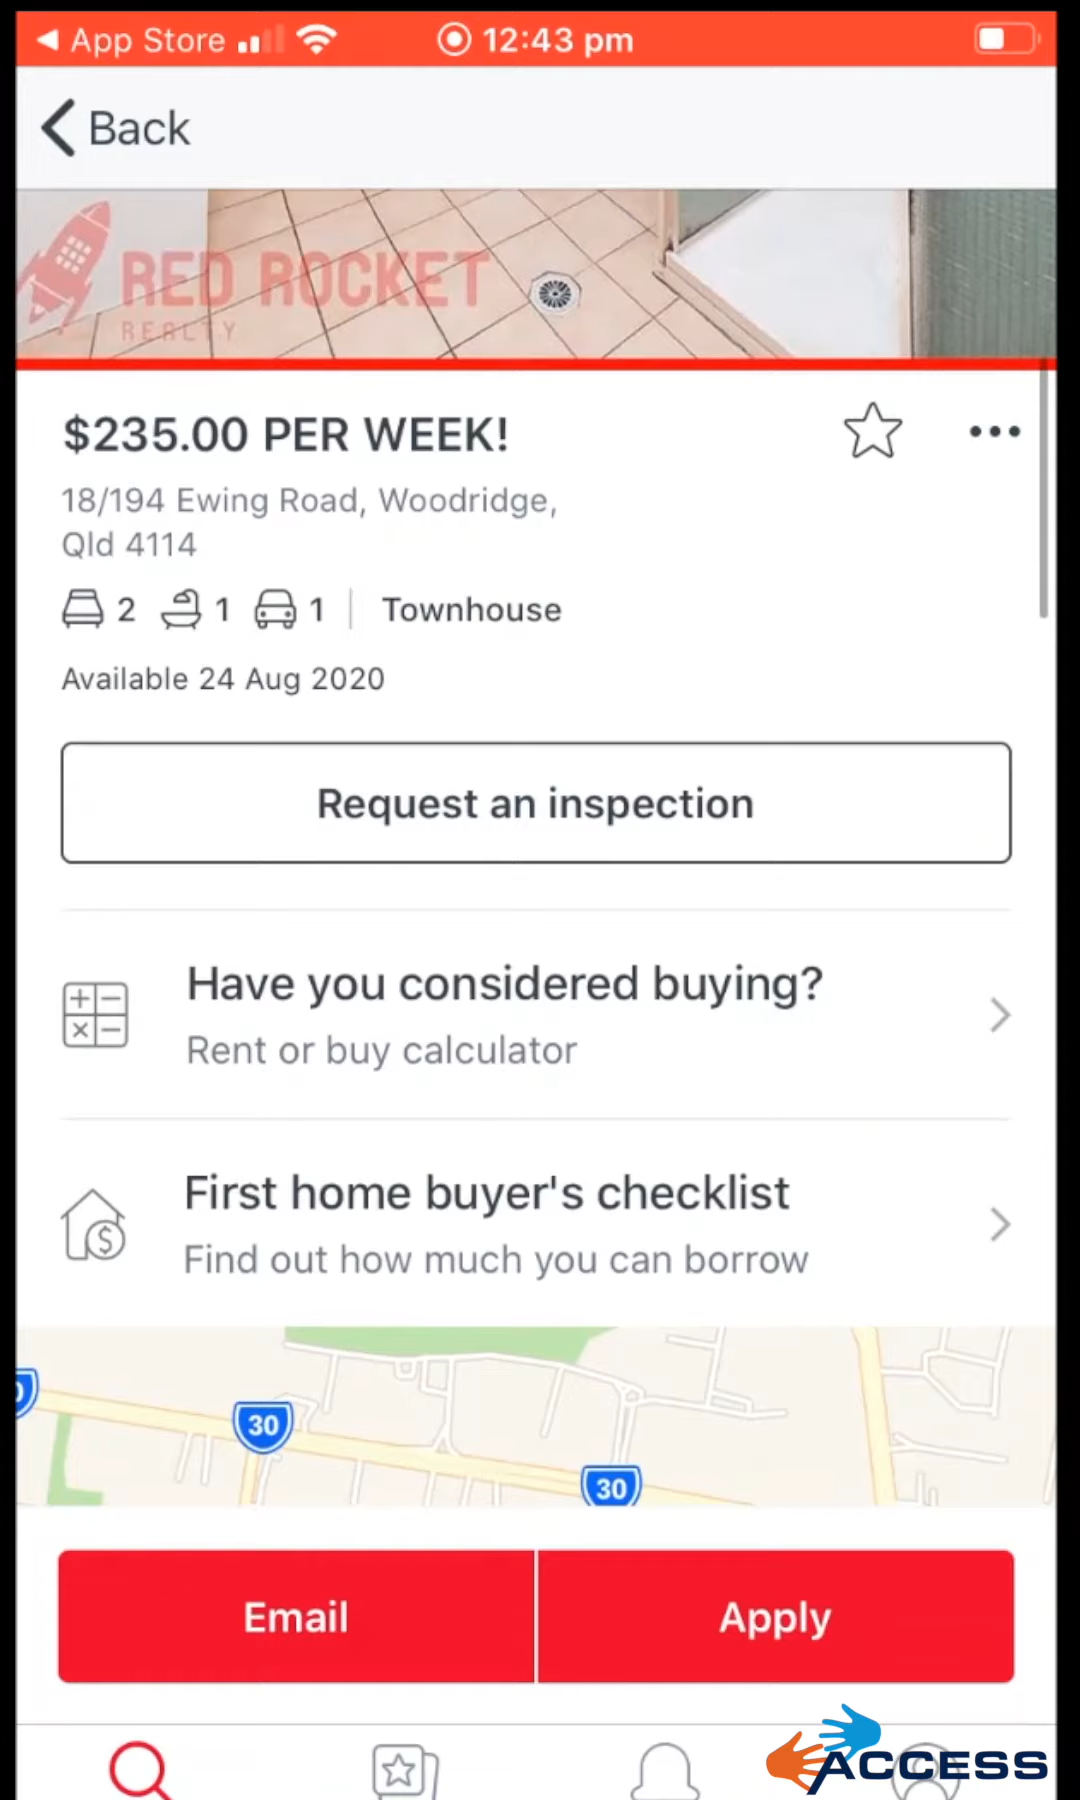 App Store
12:43 pm
Back
RED ROCKET
REALTY
$235.00 PER WEEK!
18/194 Ewing Road, Woodridge,
Qld 4114
2 1 1 Townhouse
Available 24 Aug 2020
Request an inspection
Have you considered buying?
Rent or buy calculator
First home buyer's checklist
Find out how much you can borrow
30
30
Email
Apply
ACCESS